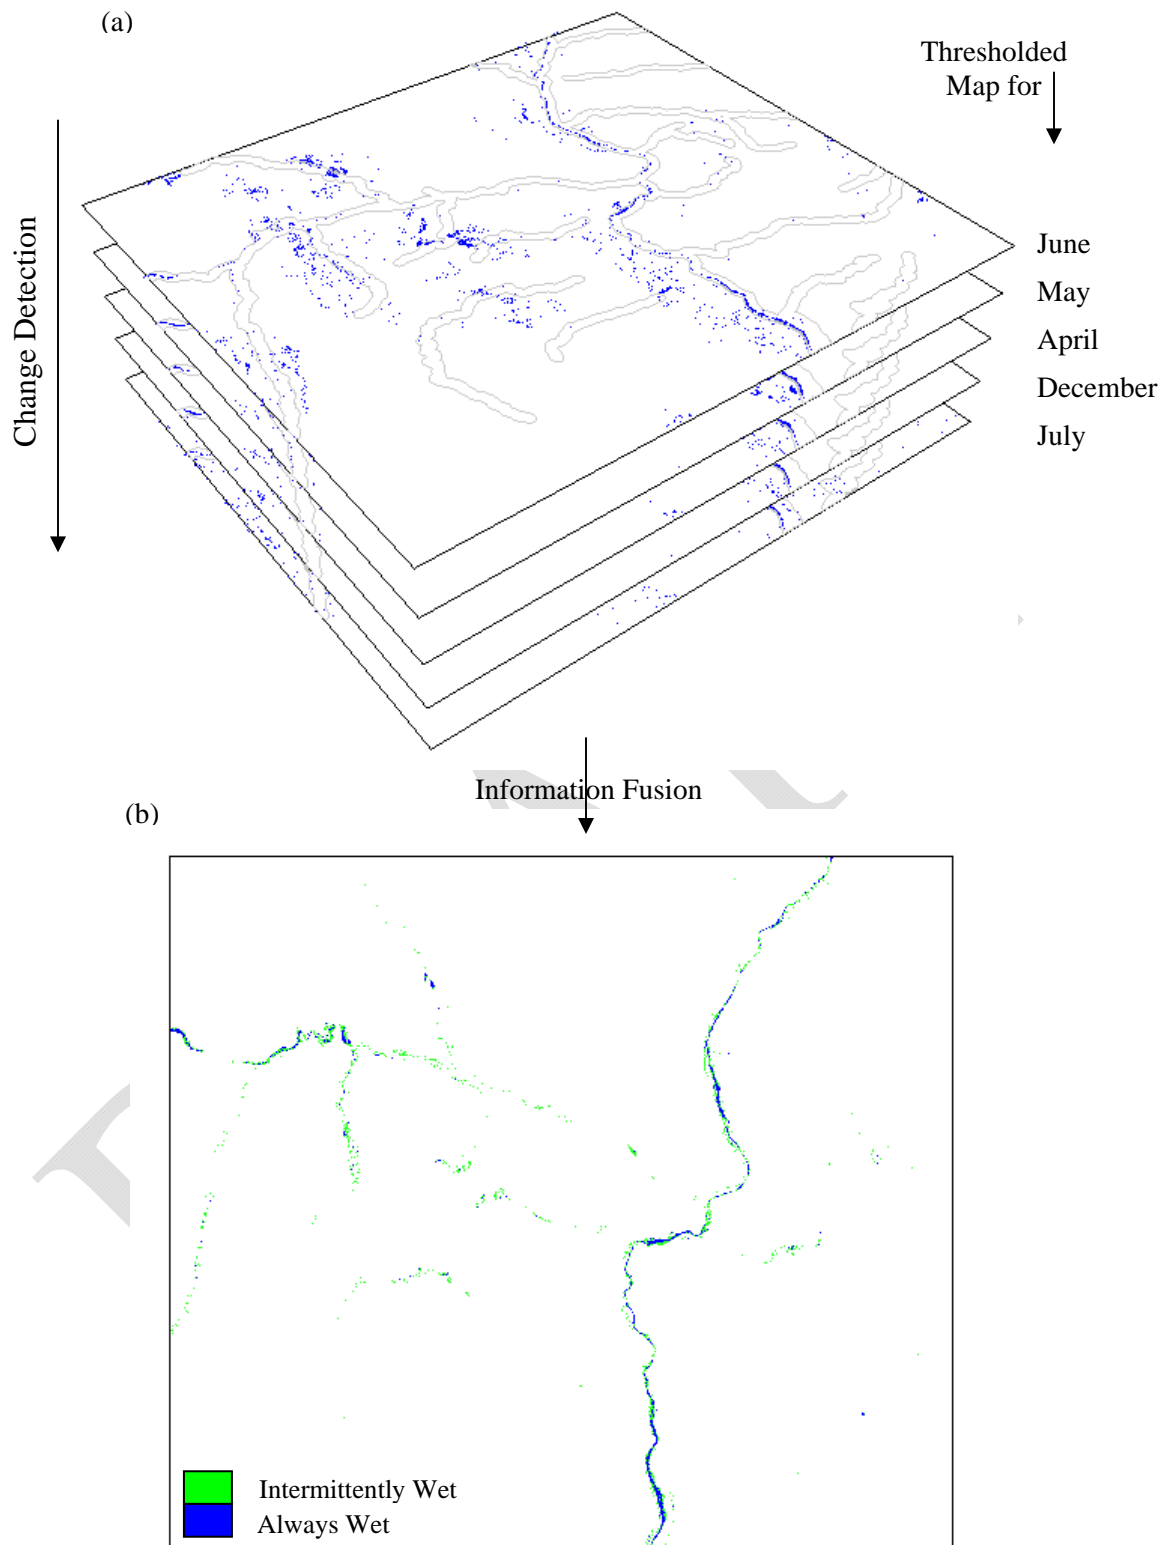 (a)
Thresholded
Map for
Change Detection
June
May
April
December
July
Information Fusion
(b)
Intermittently Wet
Always Wet